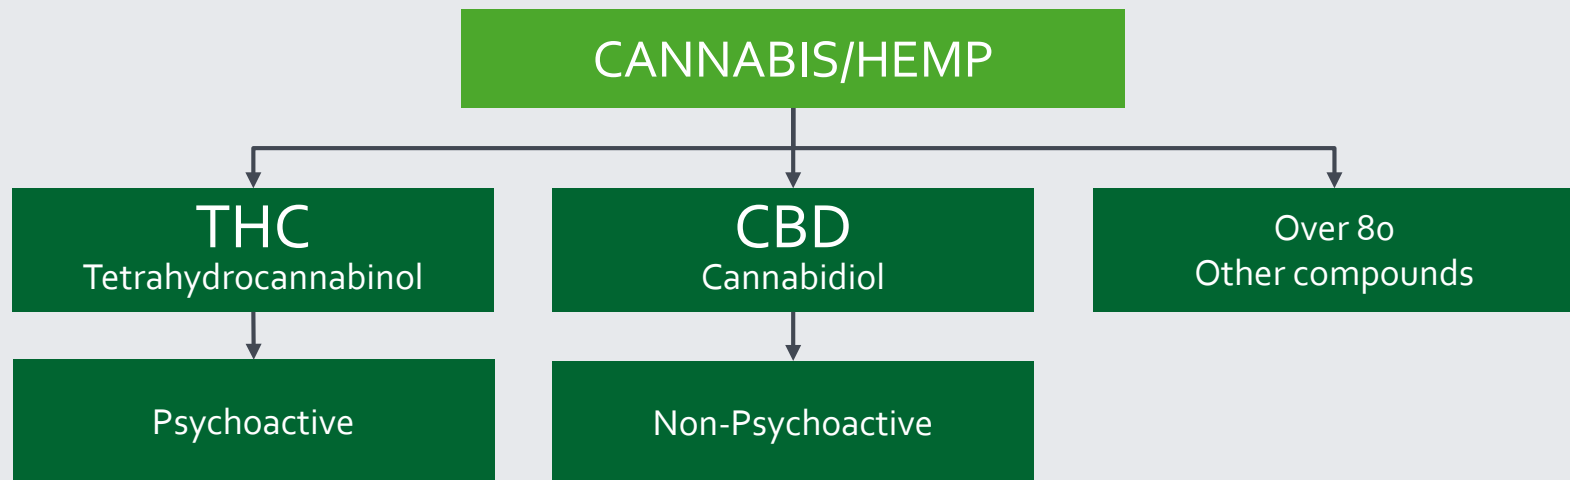 CANNABIS/HEMP
THC
Tetrahydrocannabinol
CBD
Cannabidiol
Over 80
Other compounds
Psychoactive
Non-Psychoactive